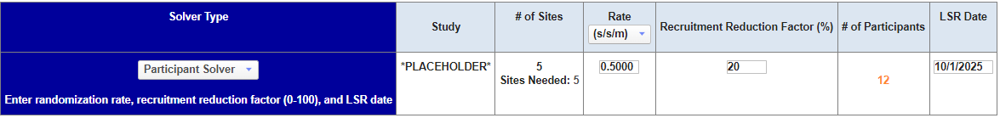 Solver Type
Study
# of Sites
Rate
(s/s/m)
Recruitment Reduction Factor (%)
# of Participants
LSR Date
Participant Solver
Enter randomization rate, recruitment reduction factor (0-100), and LSR date
*PLACEHOLDER*
5
Sites Needed: 5
0.5000
20
12
10/1/2025